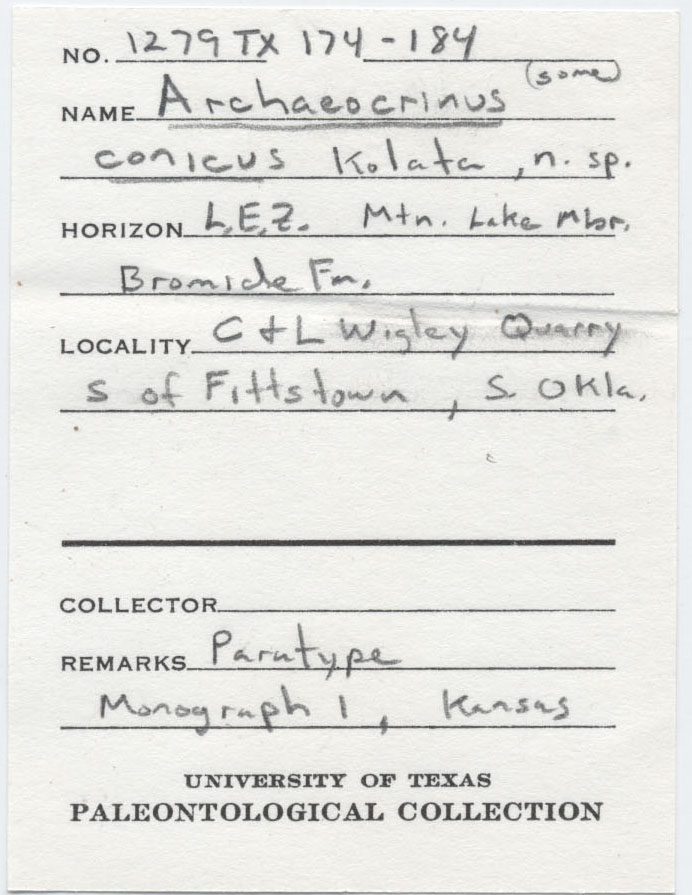 NO. 1279 TX 174-184
(some)
NAME Archaeocrinus
conicus Kolata, n. sp.
HORIZON L.E.Z. Mtn. Lake Mbr.
Bromide Fm.
LOCALITY C & L Wigley Quarry
S of Fittstown, S. Okla.
COLLECTOR
REMARKS Paratype
Monograph 1, Kansas
UNIVERSITY OF TEXAS
PALEONTOLOGICAL COLLECTION